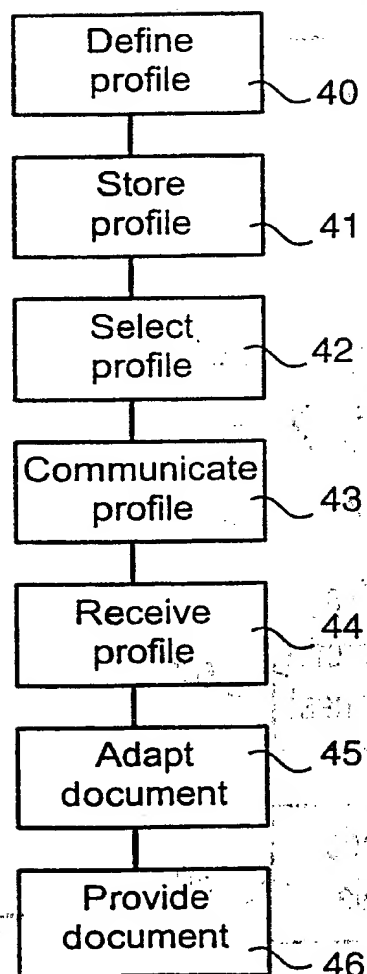 Define
profile
40
Store
profile
41
Select
profile
42
Communicate
profile
43
Receive
profile
44
Adapt
document
45
Provide
document
46